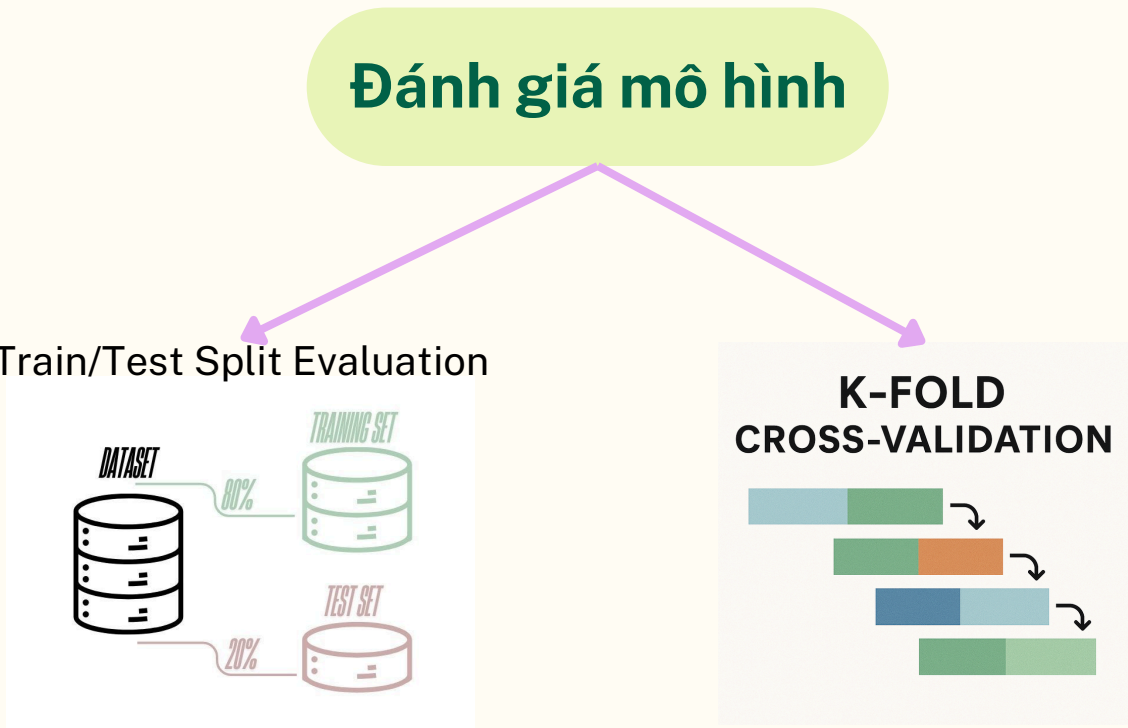 Đánh giá mô hình
Train/Test Split Evaluation
DATASET
80%
TRAINING SET
20%
TEST SET
K-FOLD
CROSS-VALIDATION